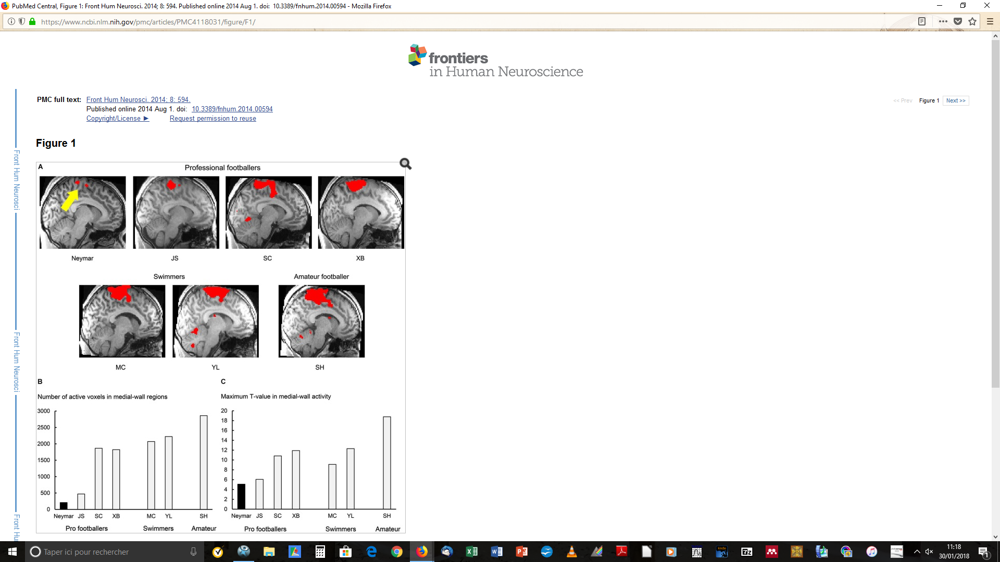 PubMed Central, Figure 1: Front Hum Neurosci. 2014; 8: 594. Published online 2014 Aug 1. doi: 10.3389/fnhum.2014.00594 - Mozilla Firefox
https://www.ncbi.nlm.nih.gov/pmc/articles/PMC4118031/figure/F1/
frontiers
in Human Neuroscience
PMC full text: Front Hum Neurosci. 2014; 8: 594.
Published online 2014 Aug 1. doi: 10.3389/fnhum.2014.00594
Copyright/License ► Request permission to reuse
<< Prev Figure 1 Next >>
Front Hum Neurosci
Front Hum Neurosci
Front Hu
Figure 1
A
Professional footballers
Neymar JS SC XB
Swimmers Amateur footballer
MC YL SH
B
Number of active voxels in medial-wall regions
3000
2500
2000
1500
1000
500
0
Neymar JS SC XB MC YL SH
Pro footballers Swimmers Amateur
C
Maximum T-value in medial-wall activity
20
18
16
14
12
10
8
6
4
2
0
Neymar JS SC XB MC YL SH
Pro footballers Swimmers Amateur
Taper ici pour rechercher
11:18
30/01/2018
1